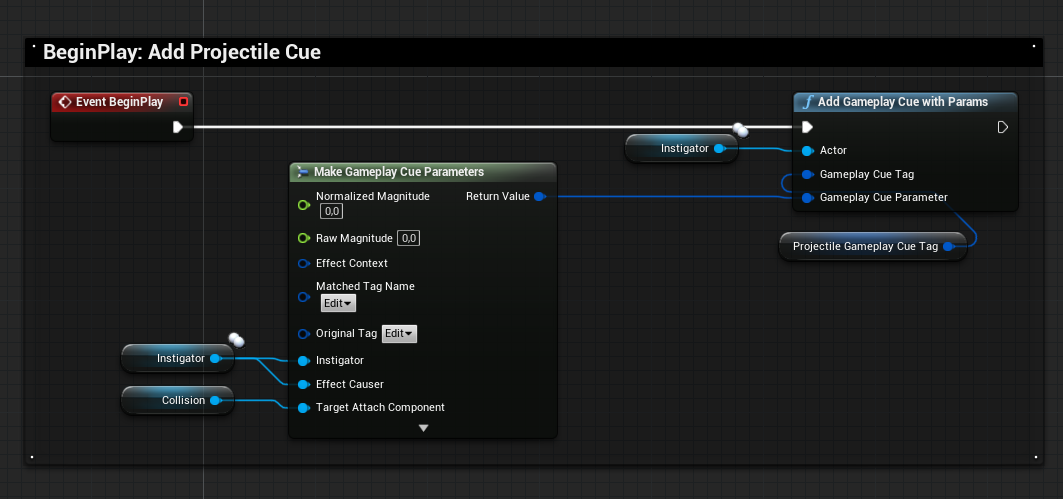 BeginPlay: Add Projectile Cue
Event BeginPlay
f Add Gameplay Cue with Params
Instigator
Actor
Gameplay Cue Tag
Gameplay Cue Parameter
Projectile Gameplay Cue Tag
Make Gameplay Cue Parameters
Normalized Magnitude
0,0
Return Value
Raw Magnitude 0,0
Effect Context
Matched Tag Name
Edit
Original Tag Edit
Instigator
Instigator
Effect Causer
Collision
Target Attach Component